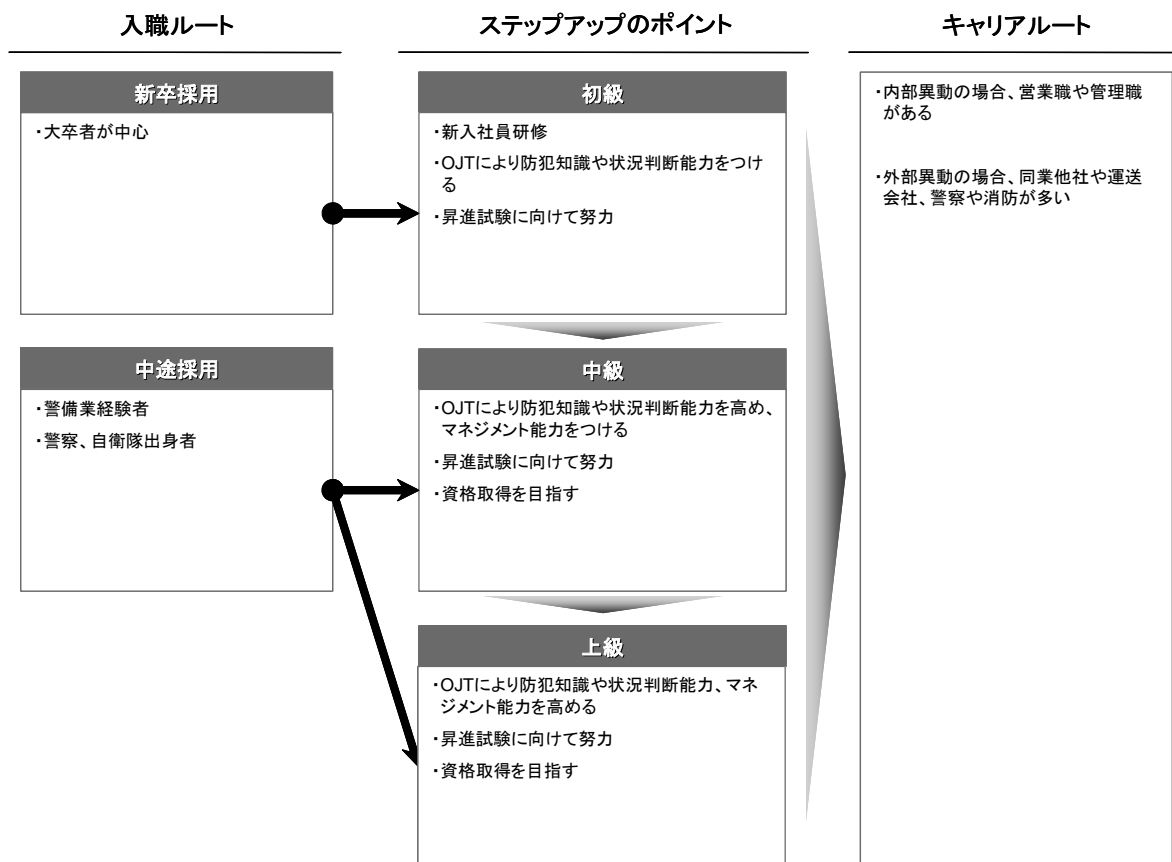 入職ルート
ステップアップのポイント
キャリアルート
新卒採用
・大卒者が中心
初級
・新入社員研修
・OJTにより防犯知識や状況判断能力をつけ
る
・昇進試験に向けて努力
・内部異動の場合、営業職や管理職
がある
・外部異動の場合、同業他社や運送
会社、警察や消防が多い
中途採用
・警備業経験者
・警察、自衛隊出身者
中級
・OJTにより防犯知識や状況判断能力を高め、
マネジメント能力をつける
・昇進試験に向けて努力
・資格取得を目指す
上級
・OJTにより防犯知識や状況判断能力、マネ
ジメント能力を高める
・昇進試験に向けて努力
・資格取得を目指す